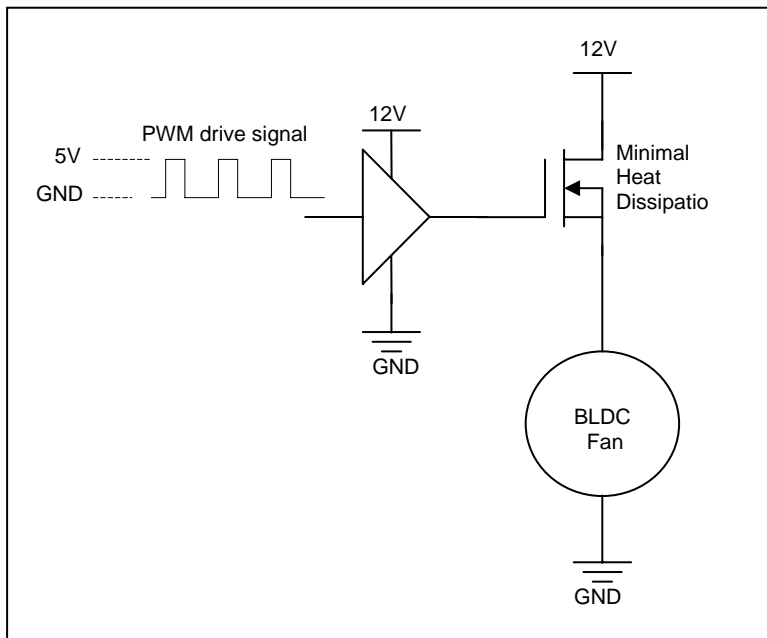 12V
12V
PWM drive signal
5V
GND
Minimal
Heat
Dissipatio
GND
BLDC
Fan
GND